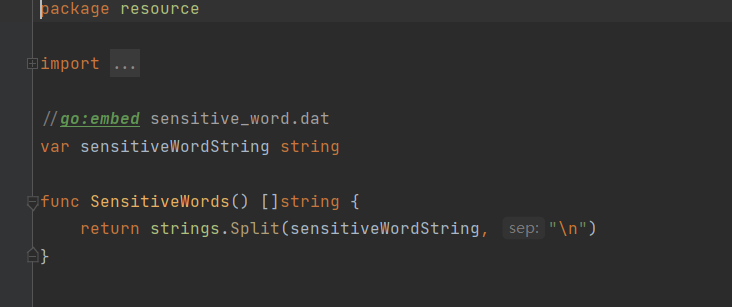 package resource
import ...
//go:embed sensitive_word.dat
var sensitiveWordString string
func SensitiveWords() []string {
return strings.Split(sensitiveWordString, sep: "\n")
}